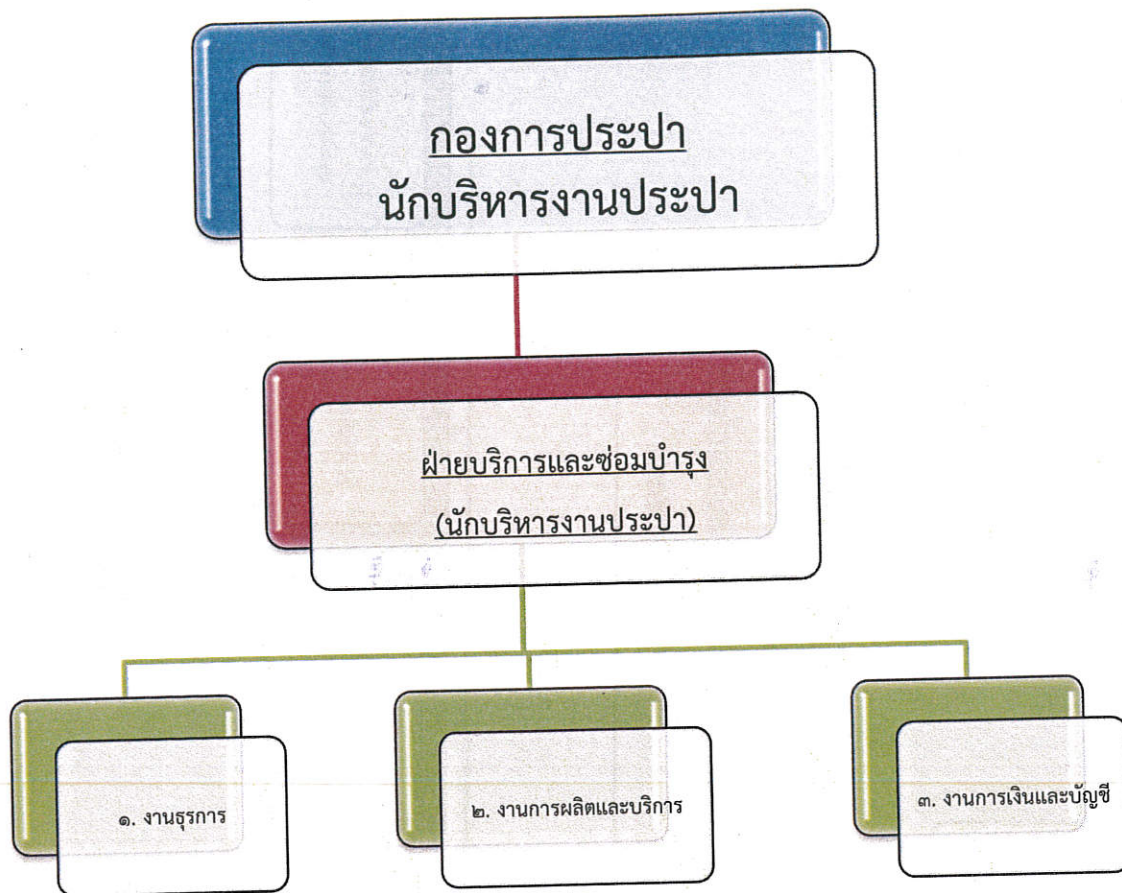 กองการประปา
นักบริหารงานประปา
ฝ่ายบริการและซ่อมบำรุง
(นักบริหารงานประปา)
๑. งานธุรการ
๒. งานการผลิตและบริการ
๓. งานการเงินและบัญชี